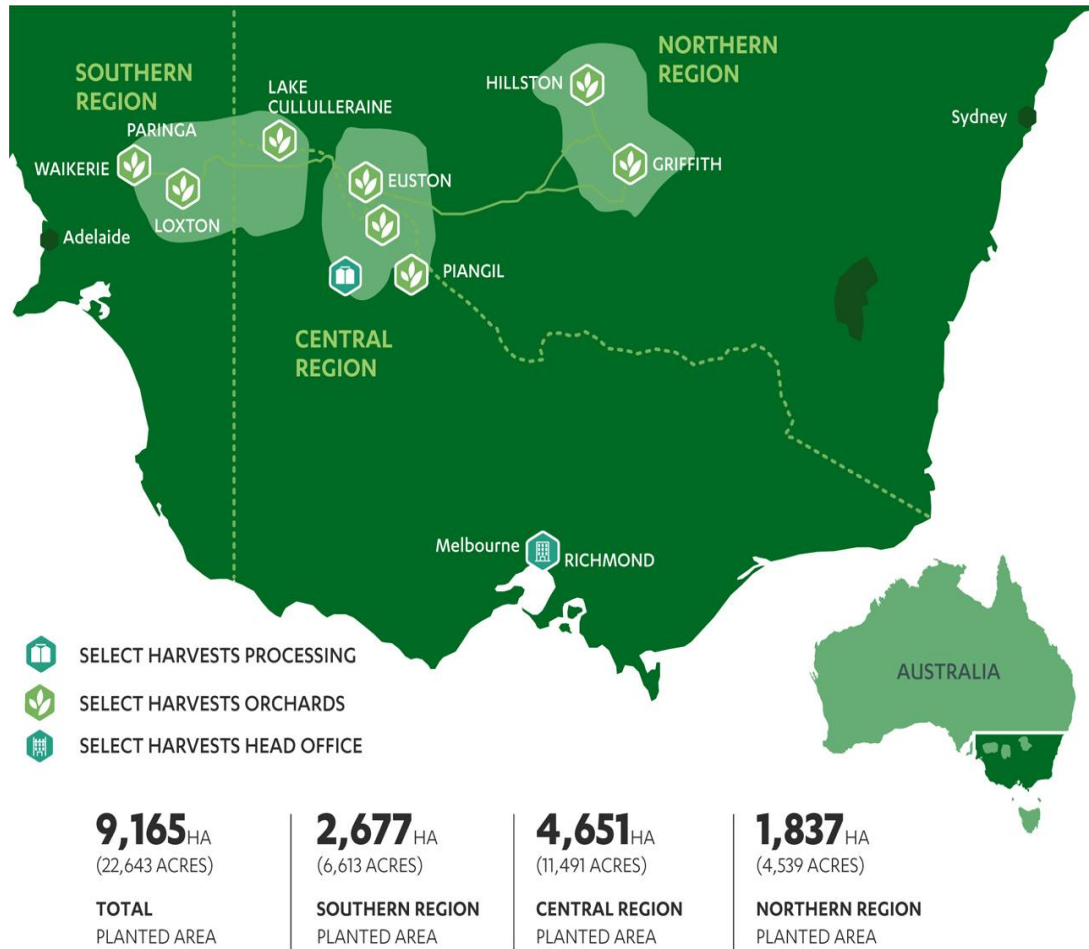 NORTHERN
REGION
SOUTHERN
REGION
LAKE
CULLULLERAINE
HILLSTON
Sydney
PARINGA
WAIKERIE
GRIFFITH
EUSTON
LOXTON
Adelaide
PIANGIL
CENTRAL
REGION
Melbourne
RICHMOND
SELECT HARVESTS PROCESSING
SELECT HARVESTS ORCHARDS
SELECT HARVESTS HEAD OFFICE
AUSTRALIA
9,165HA
(22,643 ACRES)
TOTAL
PLANTED AREA
2,677HA
(6,613 ACRES)
SOUTHERN REGION
PLANTED AREA
4,651HA
(11,491 ACRES)
CENTRAL REGION
PLANTED AREA
1,837HA
(4,539 ACRES)
NORTHERN REGION
PLANTED AREA